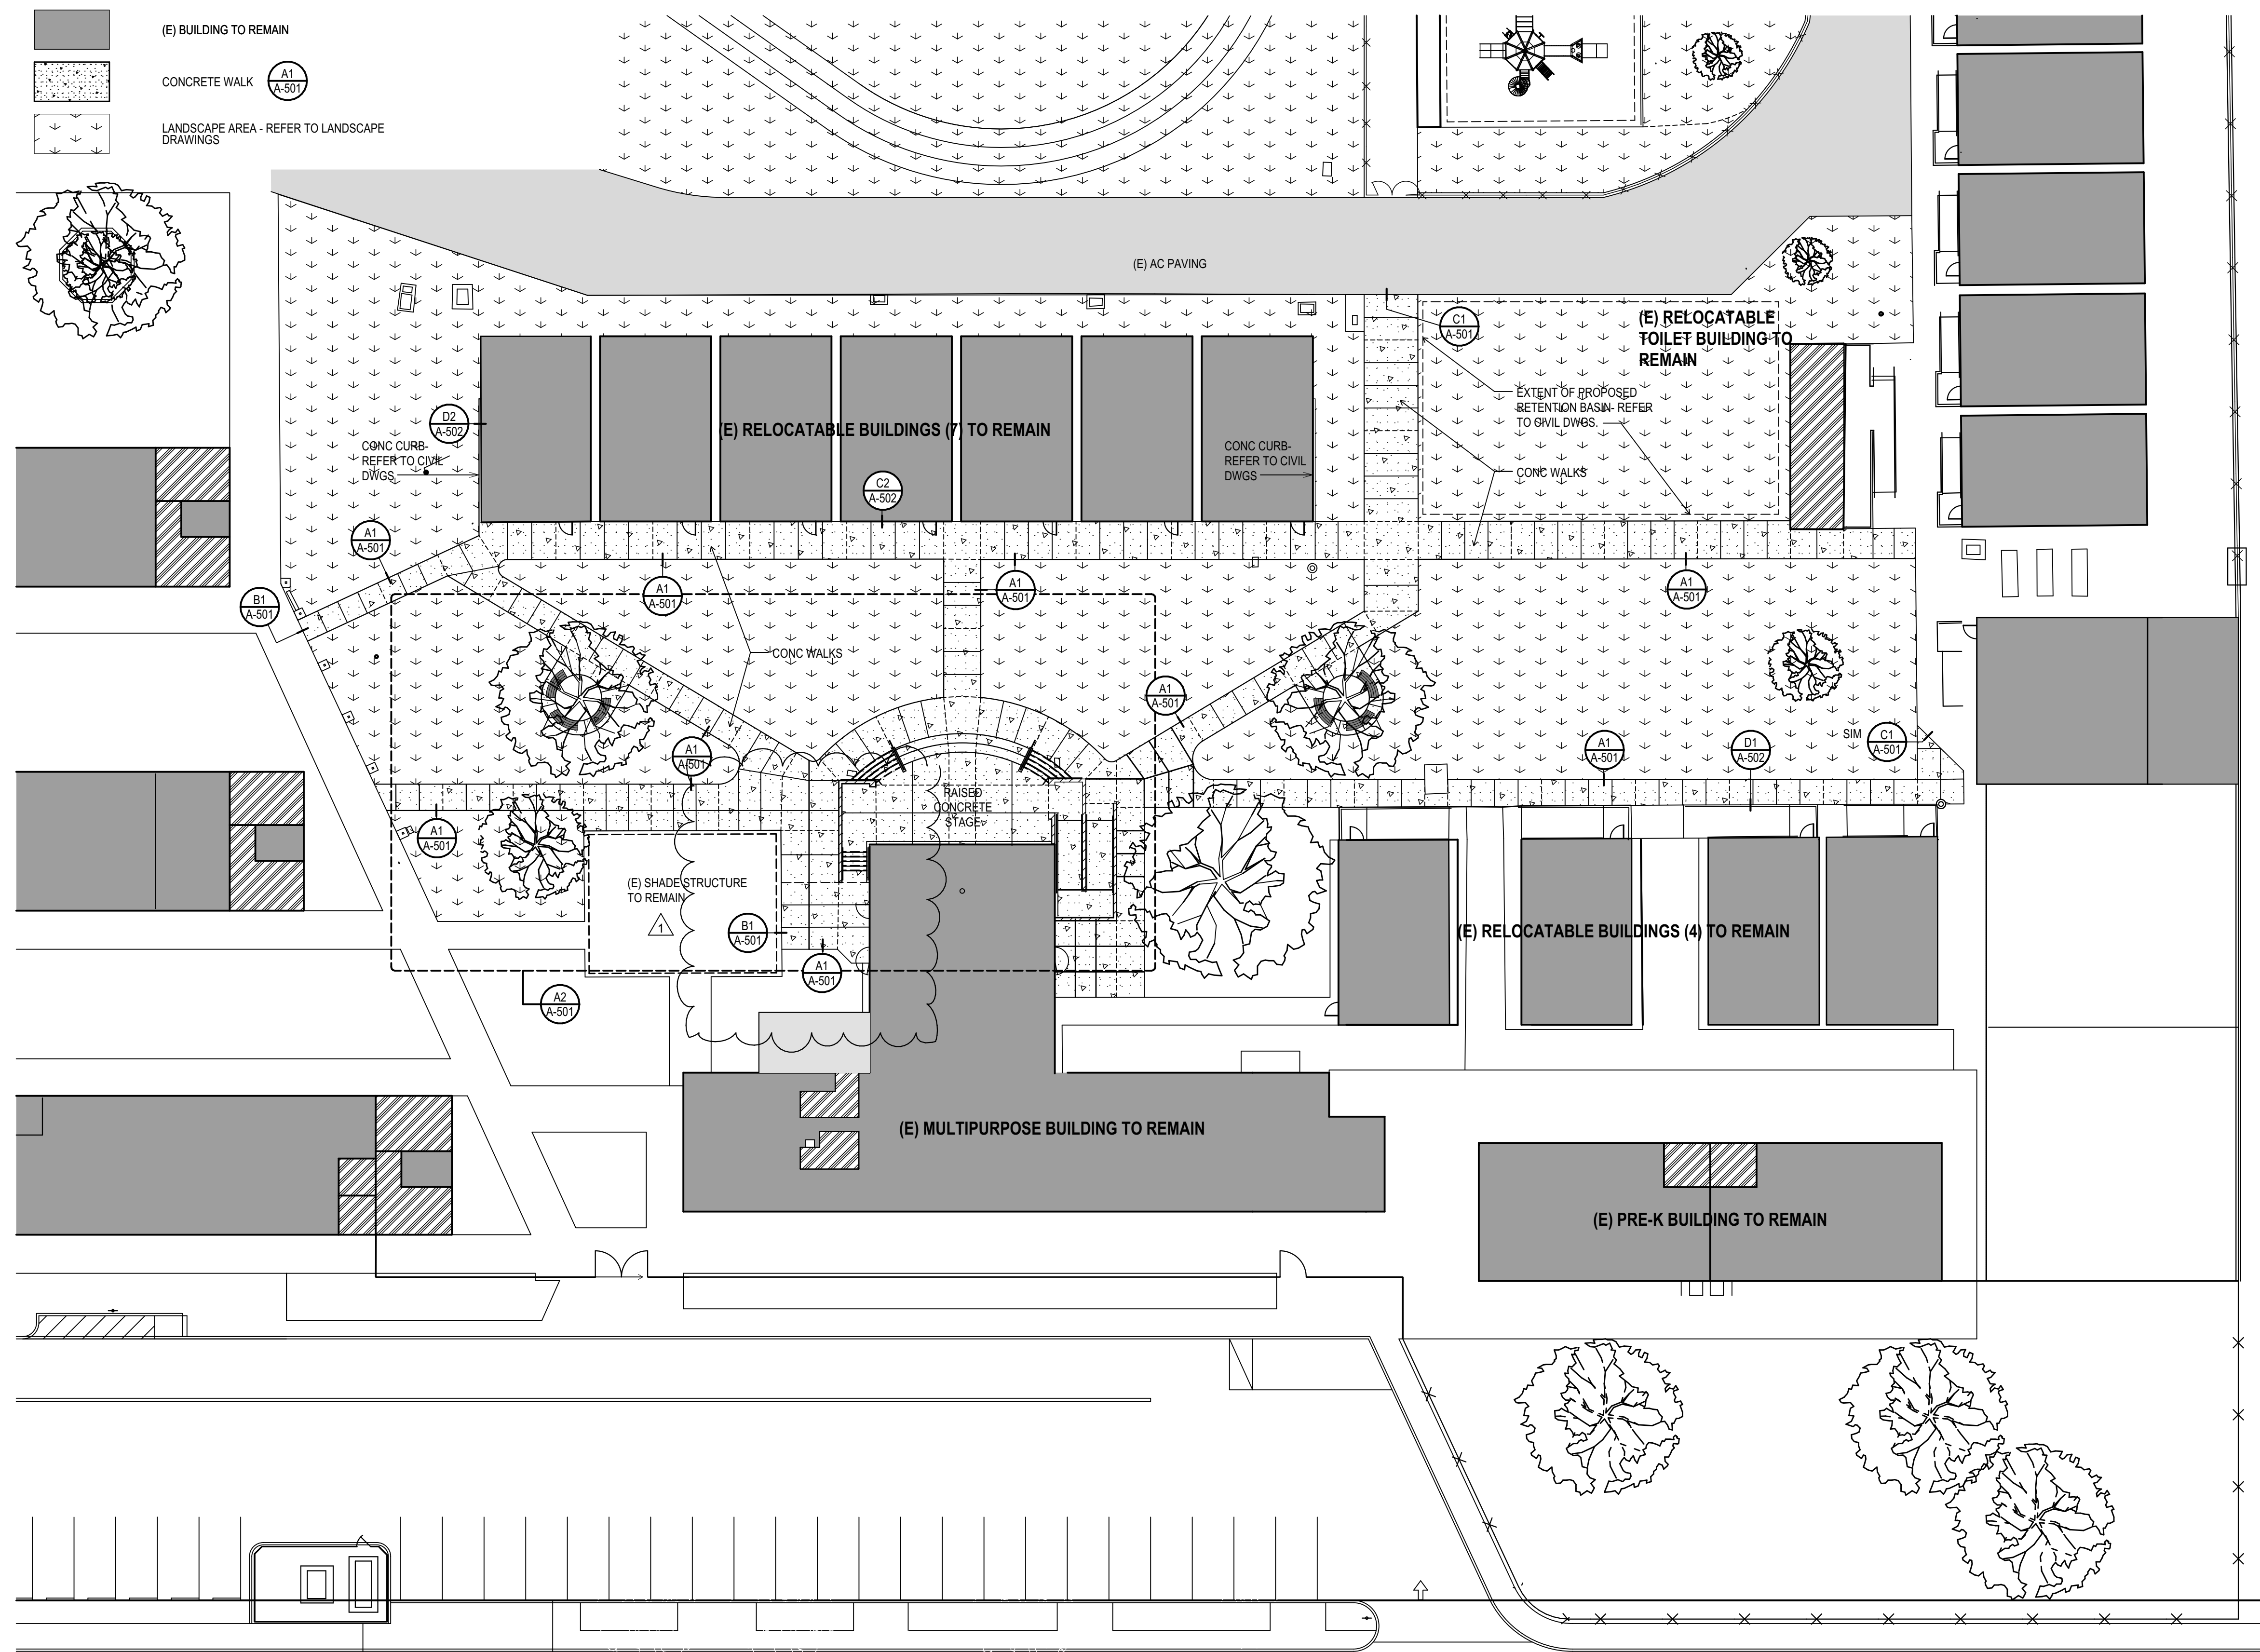 (E) BUILDING TO REMAIN
CONCRETE WALK
A1
A-501
LANDSCAPE AREA - REFER TO LANDSCAPE
DRAWINGS
(E) AC PAVING
C1
A-501
(E) RELOCATABLE
TOILET BUILDING TO
REMAIN
EXTENT OF PROPOSED
RETENTION BASIN- REFER
TO CIVIL DWGS.
CONC WALKS
D2
A-502
(E) RELOCATABLE BUILDINGS (7) TO REMAIN
CONC CURB-
REFER TO CIVIL
DWGS
CONC CURB-
REFER TO CIVIL
DWGS
C2
A-502
A1
A-501
B1
A-501
A1
A-501
A1
A-501
A1
A-501
CONC WALKS
A1
A-501
A1
A-501
A1
A-501
D1
A-502
SIM
C1
A-501
RAISED
CONCRETE
STAGE
A1
A-501
(E) SHADE STRUCTURE
TO REMAIN
1
B1
A-501
A1
A-501
A2
A-501
(E) RELOCATABLE BUILDINGS (4) TO REMAIN
(E) MULTIPURPOSE BUILDING TO REMAIN
(E) PRE-K BUILDING TO REMAIN